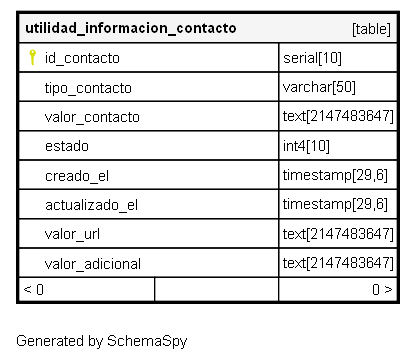 utilidad_informacion_contacto [table]
id_contacto serial[10]
tipo_contacto varchar[50]
valor_contacto text[2147483647]
estado int4[10]
creado_el timestamp[29,6]
actualizado_el timestamp[29,6]
valor_url text[2147483647]
valor_adicional text[2147483647]
< 0 0 >
Generated by SchemaSpy